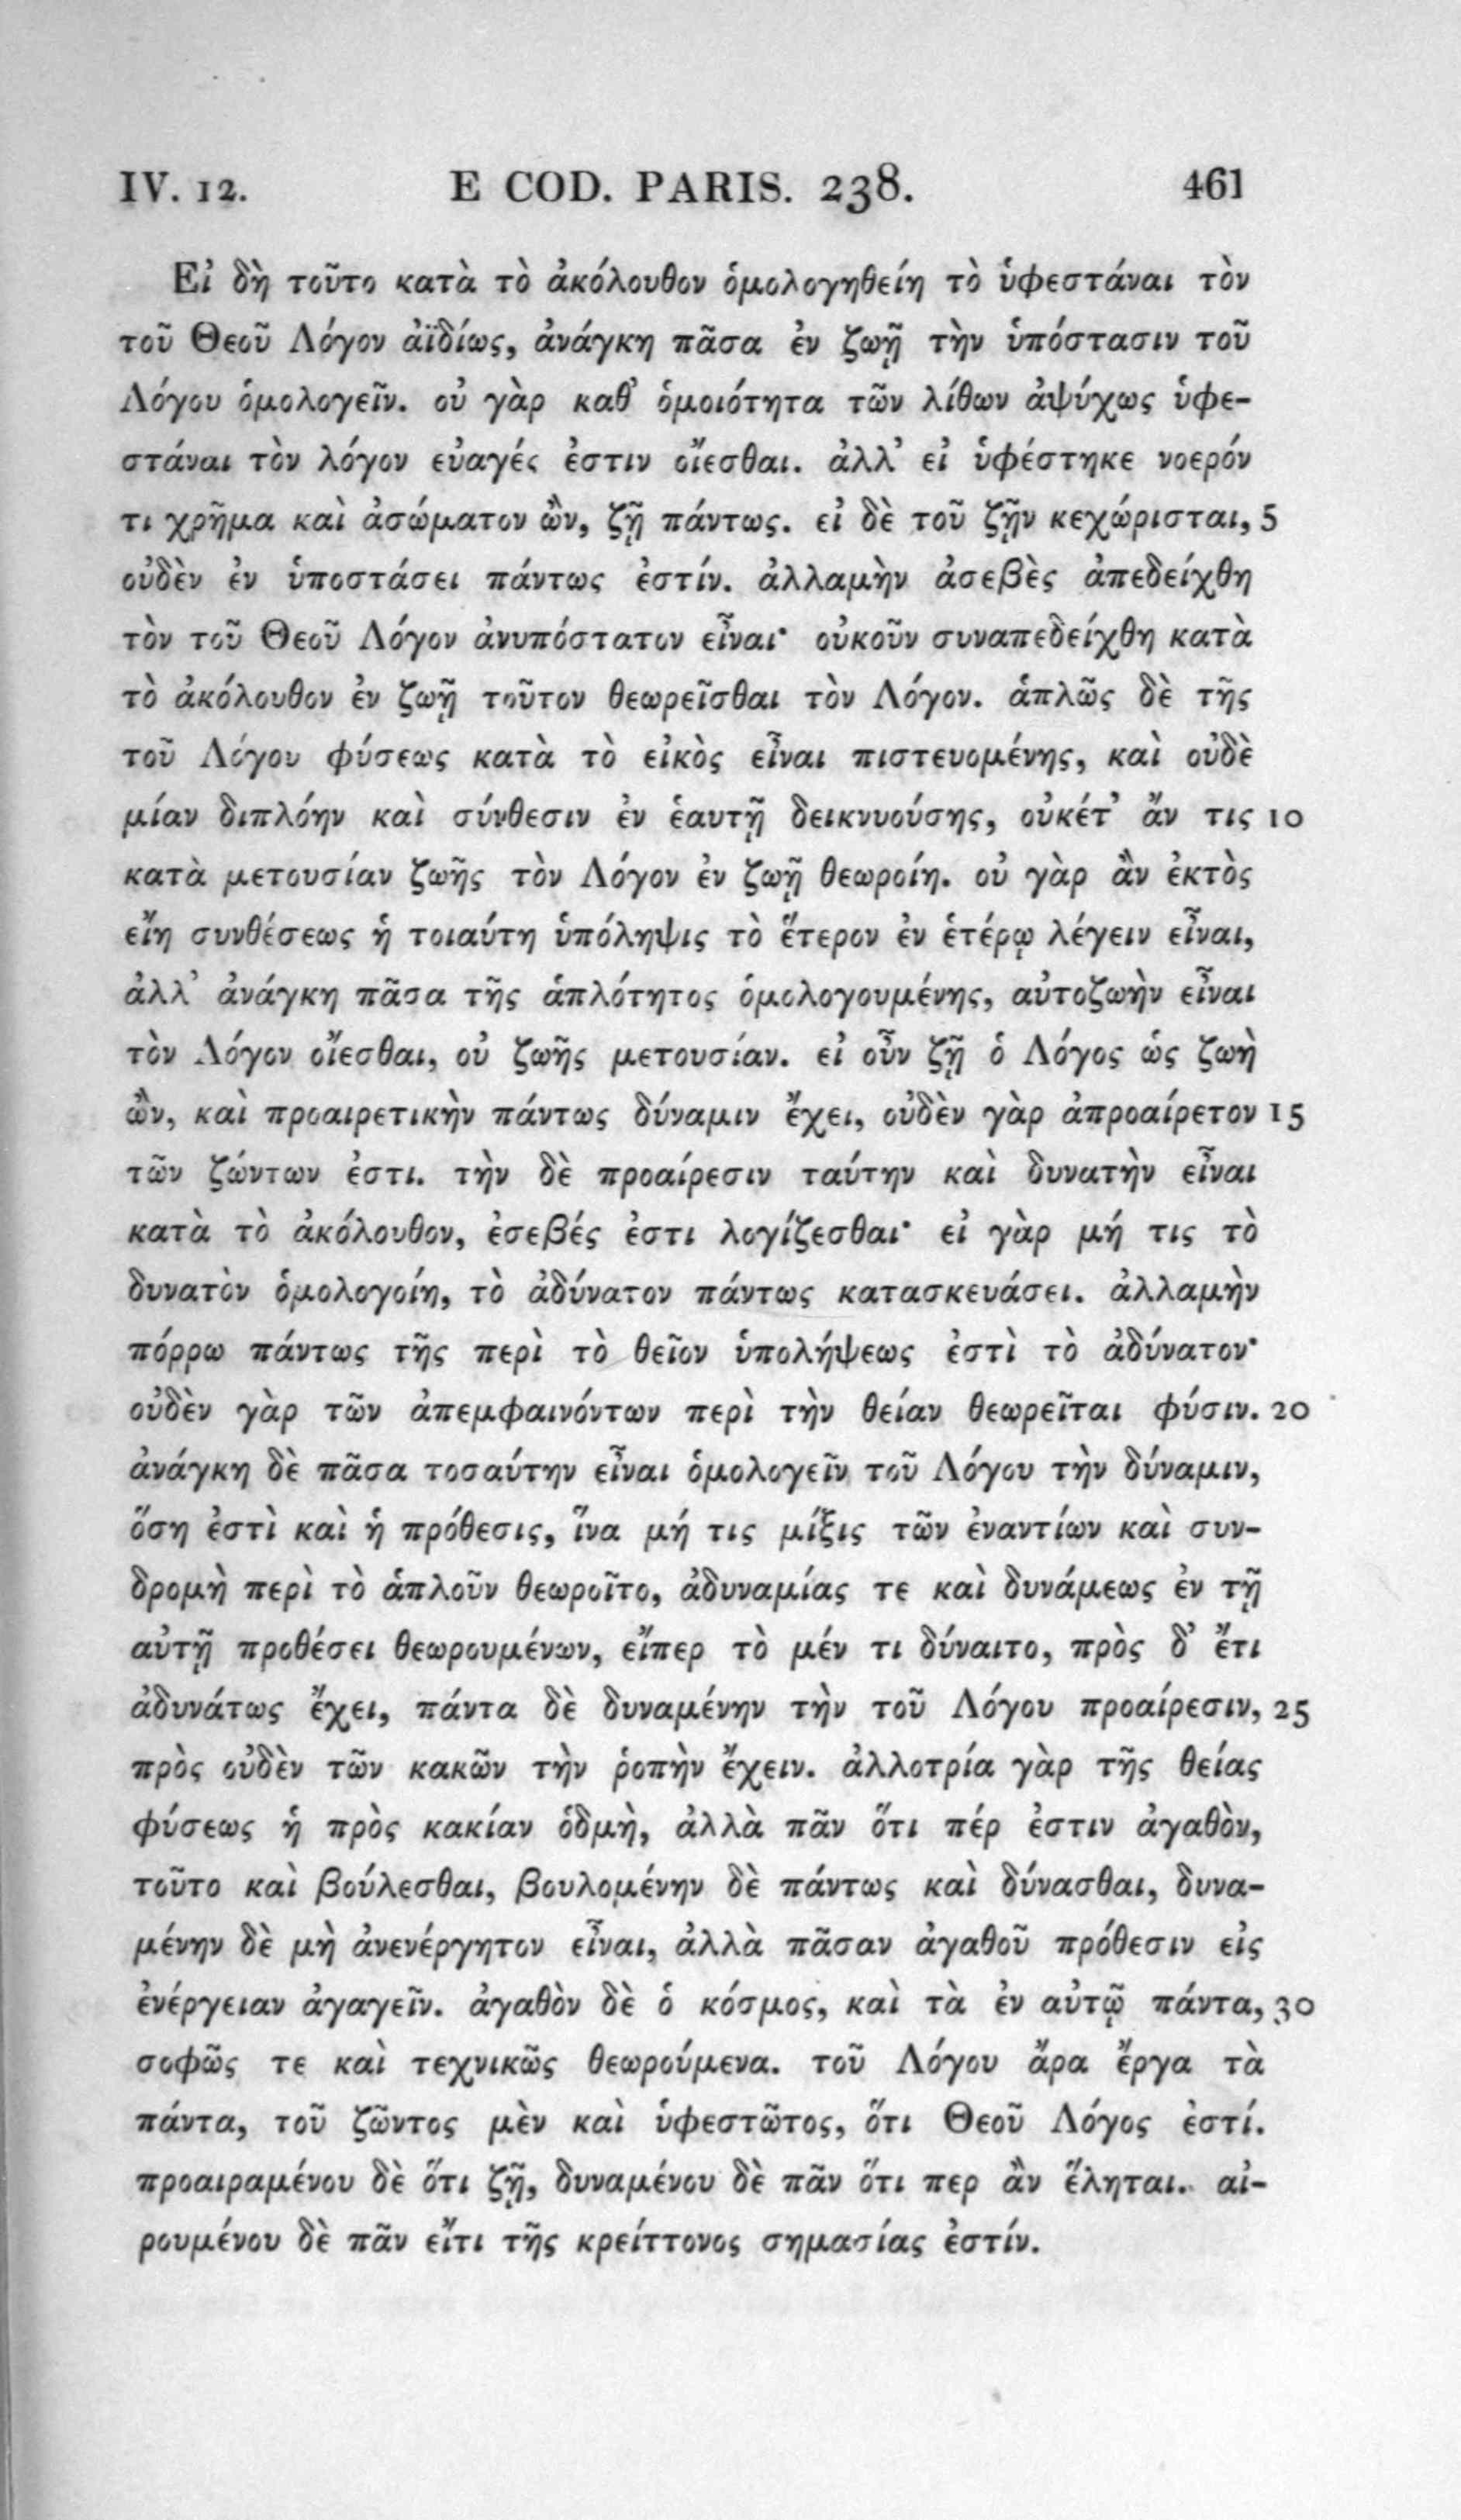 IV. 12. E COD. PARIS. 238. 461
Εἰ δὴ τοῦτο κατὰ τὸ ἀκόλουθον ὁμολογηθείη τὸ ὑφεστάναι τὸν
τοῦ Θεοῦ Λόγον ἀϊδίως, ἀνάγκη πᾶσα ἐν ζωῇ τὴν ὑπόστασιν τοῦ
Λόγου ὁμολογεῖν. οὐ γὰρ καθ’ ὁμοιότητα τῶν λίθων ἀψύχως ὑφε-
στάναι τὸν λόγον εὐαγές ἐστιν οἴεσθαι. ἀλλ’ εἰ ὑφέστηκε νοερόν
τι χρῆμα καὶ ἀσώματον ὢν, ζῇ πάντως. εἰ δὲ τοῦ ζῇν κεχώρισται, 5
οὐδὲν ἐν ὑποστάσει πάντως ἐστίν. ἀλλαμὴν ἀσεβὲς ἀπεδείχθη
τὸν τοῦ Θεοῦ Λόγον ἀνυπόστατον εἶναι· οὐκοῦν συναπεδείχθη κατὰ
τὸ ἀκόλουθον ἐν ζωῇ τοῦτον θεωρεῖσθαι τὸν Λόγον. ἁπλῶς δὲ τῆς
τοῦ Λόγου φύσεως κατὰ τὸ εἰκὸς εἶναι πιστευομένης, καὶ οὐδὲ
μίαν διπλόην καὶ σύνθεσιν ἐν ἑαυτῇ δεικνυούσης, οὐκέτ’ ἄν τις 10
κατὰ μετουσίαν ζωῆς τὸν Λόγον ἐν ζωῇ θεωροίη. οὐ γὰρ ἂν ἐκτὸς
εἴη συνθέσεως ἡ τοιαύτη ὑπόληψις τὸ ἕτερον ἐν ἑτέρῳ λέγειν εἶναι,
ἀλλ’ ἀνάγκη πᾶσα τῆς ἁπλότητος ὁμολογουμένης, αὐτοζωὴν εἶναι
τὸν Λόγον οἴεσθαι, οὐ ζωῆς μετουσίαν. εἰ οὖν ζῇ ὁ Λόγος ὡς ζωὴ
ὢν, καὶ προαιρετικὴν πάντως δύναμιν ἔχει, οὐδὲν γὰρ ἀπροαίρετον 15
τῶν ζώντων ἐστι. τὴν δὲ προαίρεσιν ταύτην καὶ δυνατὴν εἶναι
κατὰ τὸ ἀκόλουθον, ἐσεβές ἐστι λογίζεσθαι· εἰ γὰρ μή τις τὸ
δυνατὸν ὁμολογοίη, τὸ ἀδύνατον πάντως κατασκευάσει. ἀλλαμὴν
πόρρω πάντως τῆς περὶ τὸ θεῖον ὑπολήψεως ἐστὶ τὸ ἀδύνατον·
οὐδὲν γὰρ τῶν ἀπεμφαινόντων περὶ τὴν θείαν θεωρεῖται φύσιν. 20
ἀνάγκη δὲ πᾶσα τοσαύτην εἶναι ὁμολογεῖν τοῦ Λόγου τὴν δύναμιν,
ὅση ἐστὶ καὶ ἡ πρόθεσις, ἵνα μή τις μίξις τῶν ἐναντίων καὶ συν-
δρομὴ περὶ τὸ ἁπλοῦν θεωροῖτο, ἀδυναμίας τε καὶ δυνάμεως ἐν τῇ
αὐτῇ προθέσει θεωρουμένων, εἴπερ τὸ μέν τι δύναιτο, πρὸς δ’ ἔτι
ἀδυνάτως ἔχει, πάντα δὲ δυναμένην τὴν τοῦ Λόγου προαίρεσιν, 25
πρὸς οὐδὲν τῶν κακῶν τὴν ῥοπὴν ἔχειν. ἀλλοτρία γὰρ τῆς θείας
φύσεως ἡ πρὸς κακίαν ὁδμὴ, ἀλλὰ πᾶν ὅτι πέρ ἐστιν ἀγαθὸν,
τοῦτο καὶ βούλεσθαι, βουλομένην δὲ πάντως καὶ δύνασθαι, δυνα-
μένην δὲ μὴ ἀνενέργητον εἶναι, ἀλλὰ πᾶσαν ἀγαθοῦ πρόθεσιν εἰς
ἐνέργειαν ἀγαγεῖν. ἀγαθὸν δὲ ὁ κόσμος, καὶ τὰ ἐν αὐτῷ πάντα, 30
σοφῶς τε καὶ τεχνικῶς θεωρούμενα. τοῦ Λόγου ἄρα ἔργα τὰ
πάντα, τοῦ ζῶντος μὲν καὶ ὑφεστῶτος, ὅτι Θεοῦ Λόγος ἐστί.
προαιραμένου δὲ ὅτι ζῇ, δυναμένου δὲ πᾶν ὅτι περ ἂν ἕληται. αἱ-
ρουμένου δὲ πᾶν εἴτι τῆς κρείττονος σημασίας ἐστίν.